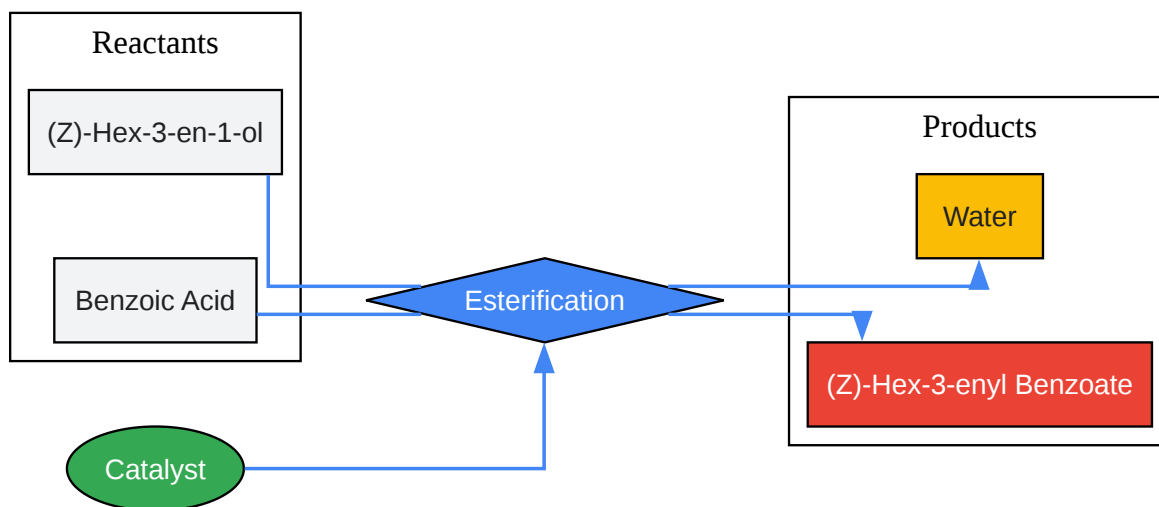 Reactants
(Z)-Hex-3-en-1-ol
Benzoic Acid
Catalyst
Esterification
Products
Water
(Z)-Hex-3-enyl Benzoate